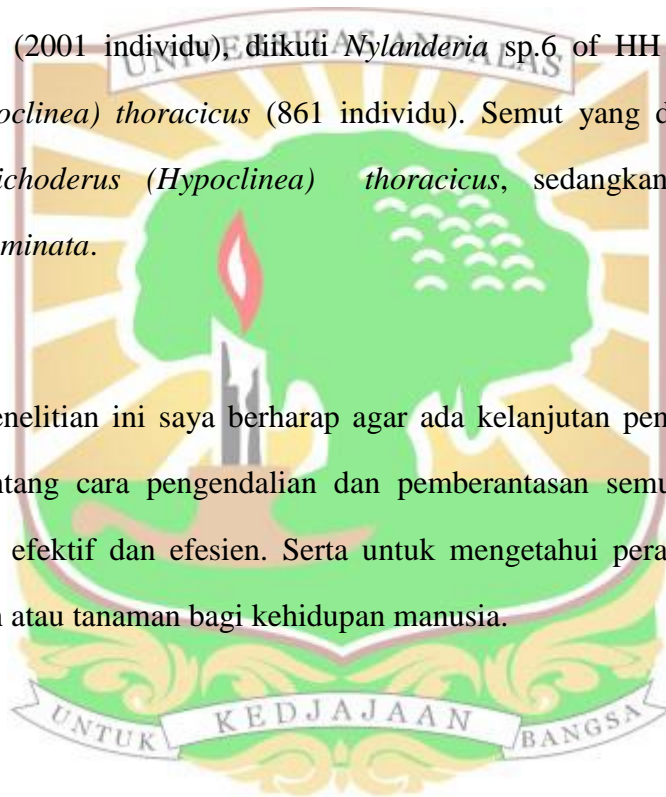 (2001 individu), diikuti Nylanderia sp.6 of HH
UNIVERSITAS ANDALAS
oclinea) thoracicus (861 individu). Semut yang d
ichoderus (Hypoclinea) thoracicus, sedangkan
minata.
enelitian ini saya berharap agar ada kelanjutan pen
ntang cara pengendalian dan pemberantasan semu
efektif dan efesien. Serta untuk mengetahui pera
atau tanaman bagi kehidupan manusia.
UNTUK KEDJAJAAN BANGSA